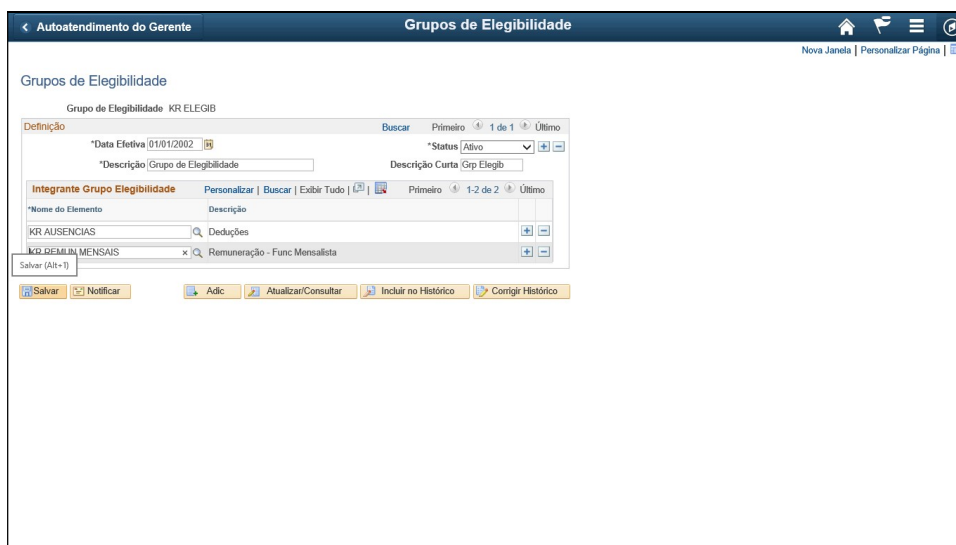 Autoatendimento do Gerente Grupos de Elegibilidade
Nova Janela | Personalizar Página |
Grupos de Elegibilidade
Grupo de Elegibilidade KR ELEGIB
Definição Buscar Primeiro 1 de 1 Último
*Data Efetiva 01/01/2002 *Status Ativo
*Descrição Grupo de Elegibilidade Descrição Curta Grp Elegib
Integrante Grupo Elegibilidade Personalizar | Buscar | Exibir Tudo | | Primeiro 1-2 de 2 Último
*Nome do Elemento Descrição
KR AUSENCIAS Deduções
KR REMUN MENSAIS Remuneração - Func Mensalista
Salvar (Alt+1)
Salvar Notificar Adic Atualizar/Consultar Incluir no Histórico Corrigir Histórico